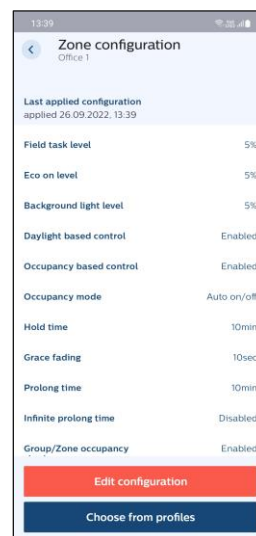 13:39
Zone configuration
Office 1
Last applied configuration
applied 26.09.2022, 13:39
Field task level 5%
Eco on level 5%
Background light level 5%
Daylight based control Enabled
Occupancy based control Enabled
Occupancy mode Auto on/off
Hold time 10min
Grace fading 10sec
Prolong time 10min
Infinite prolong time Disabled
Group/Zone occupancy Enabled
Edit configuration
Choose from profiles